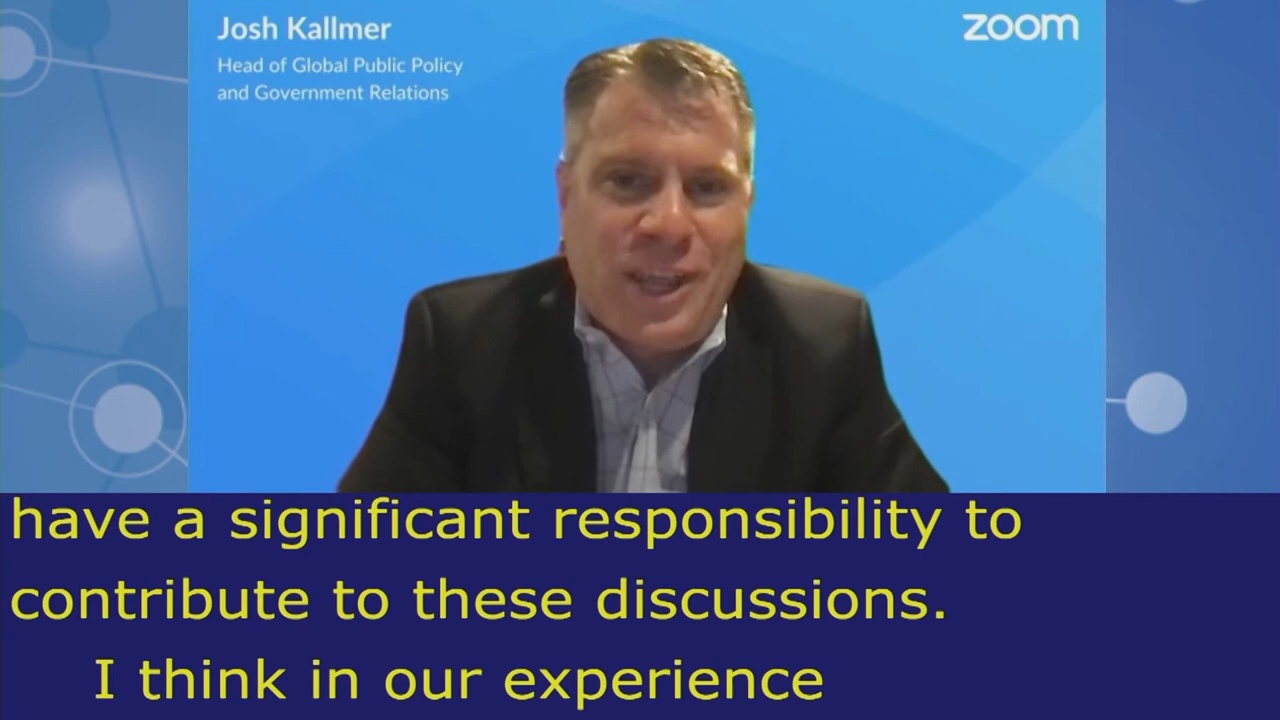 Josh Kallmer
zoom
Head of Global Public Policy
and Government Relations
have a significant responsibility to
contribute to these discussions.
I think in our experience